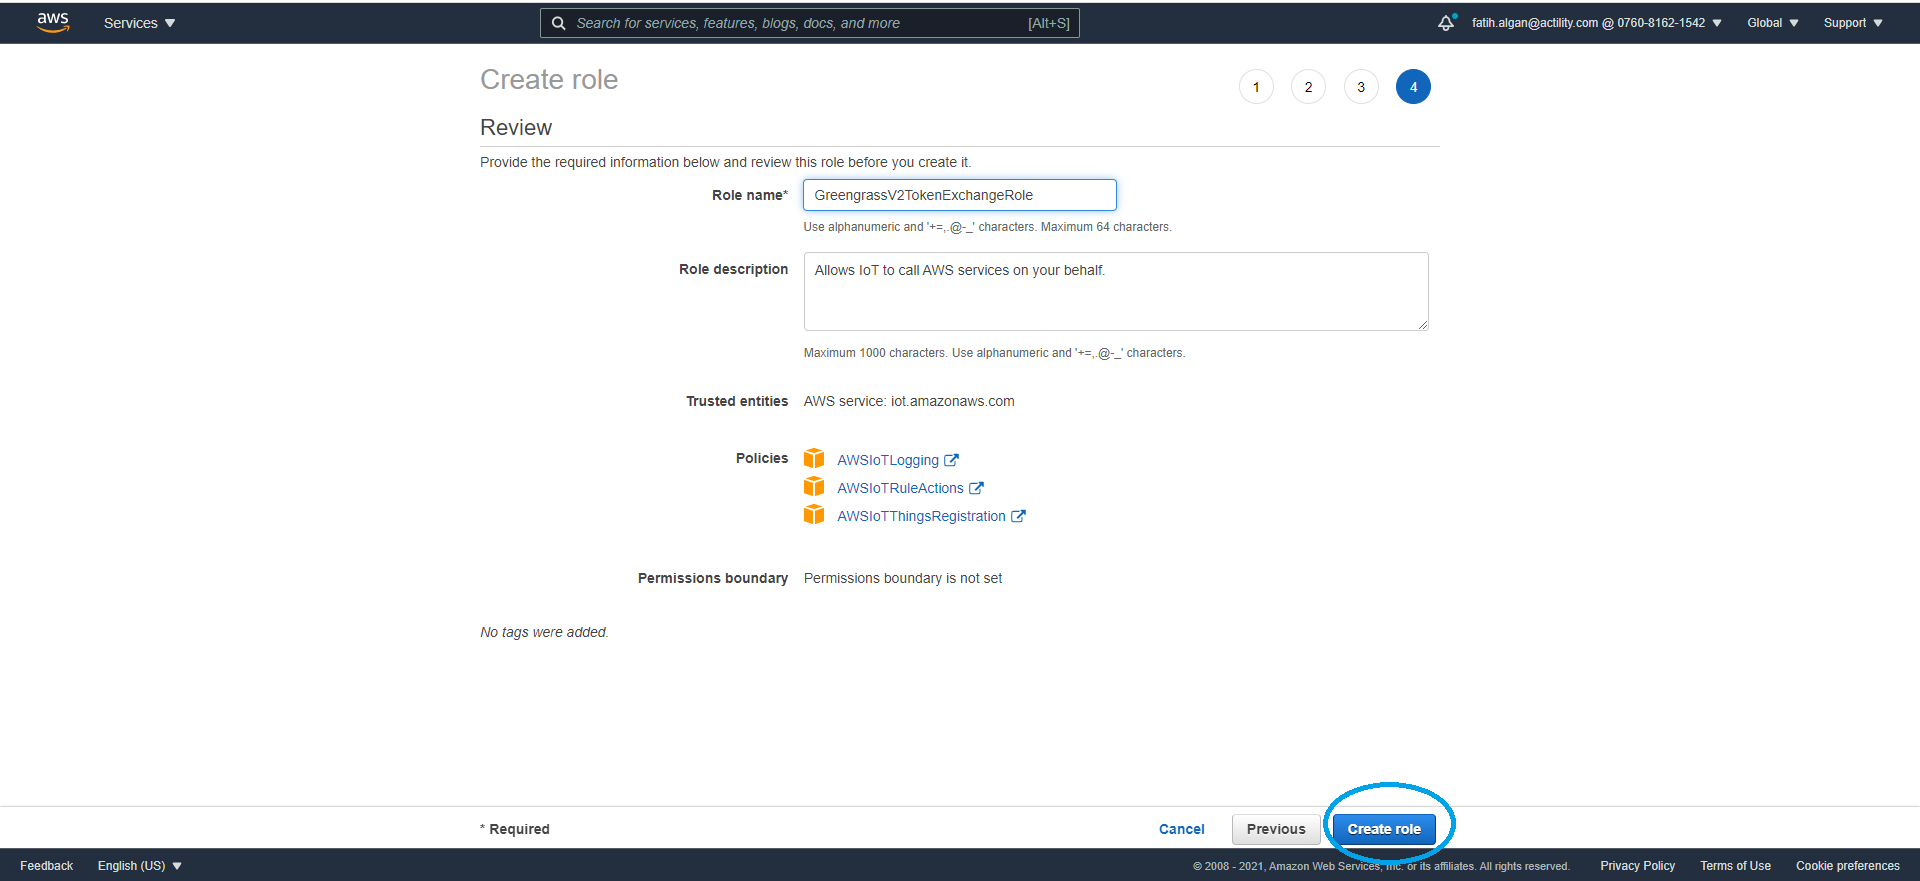 aws Services Search for services, features, blogs, docs, and more [Alt+S] fatih.algan@actility.com @ 0760-8162-1542 Global Support
Create role 1 2 3 4
Review
Provide the required information below and review this role before you create it.
Role name* GreengrassV2TokenExchangeRole
Use alphanumeric and '+=,.@-_' characters. Maximum 64 characters.
Role description Allows IoT to call AWS services on your behalf.
Maximum 1000 characters. Use alphanumeric and '+=,.@-_' characters.
Trusted entities AWS service: iot.amazonaws.com
Policies AWSIoTLogging
AWSIoTRuleActions
AWSIoTThingsRegistration
Permissions boundary Permissions boundary is not set
No tags were added.
* Required Cancel Previous Create role
Feedback English (US) © 2008 - 2021, Amazon Web Services, Inc. or its affiliates. All rights reserved. Privacy Policy Terms of Use Cookie preferences